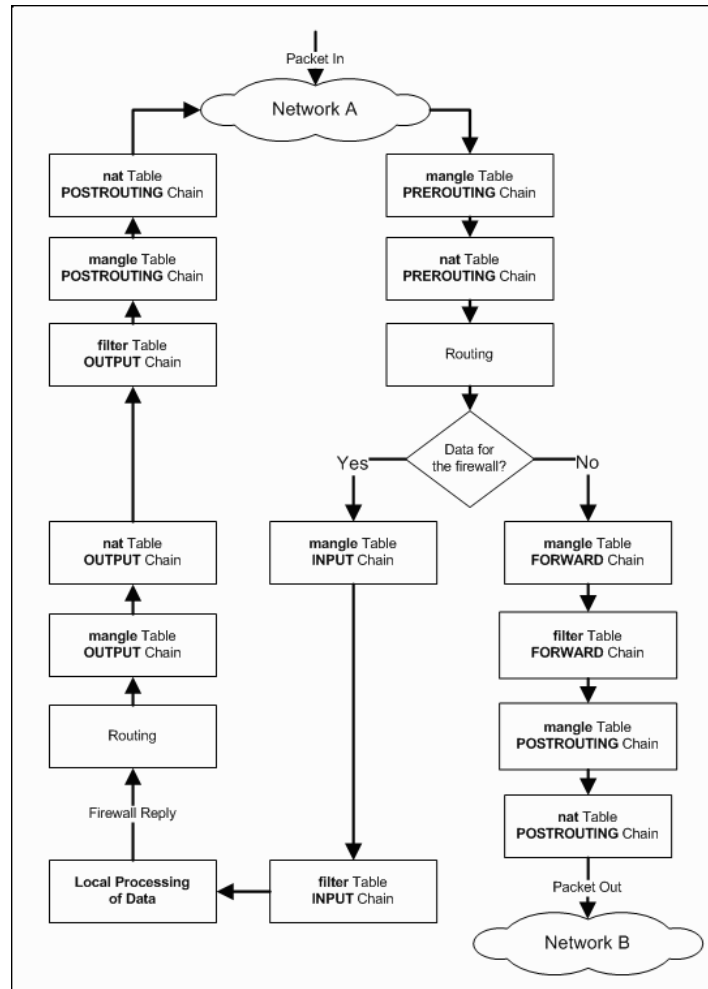 Packet In
Network A
nat Table
POSTROUTING Chain
mangle Table
POSTROUTING Chain
filter Table
OUTPUT Chain
nat Table
OUTPUT Chain
mangle Table
OUTPUT Chain
Routing
Firewall Reply
Local Processing
of Data
mangle Table
PREROUTING Chain
nat Table
PREROUTING Chain
Routing
Data for
the firewall?
Yes
No
mangle Table
INPUT Chain
filter Table
INPUT Chain
mangle Table
FORWARD Chain
filter Table
FORWARD Chain
mangle Table
POSTROUTING Chain
nat Table
POSTROUTING Chain
Packet Out
Network B